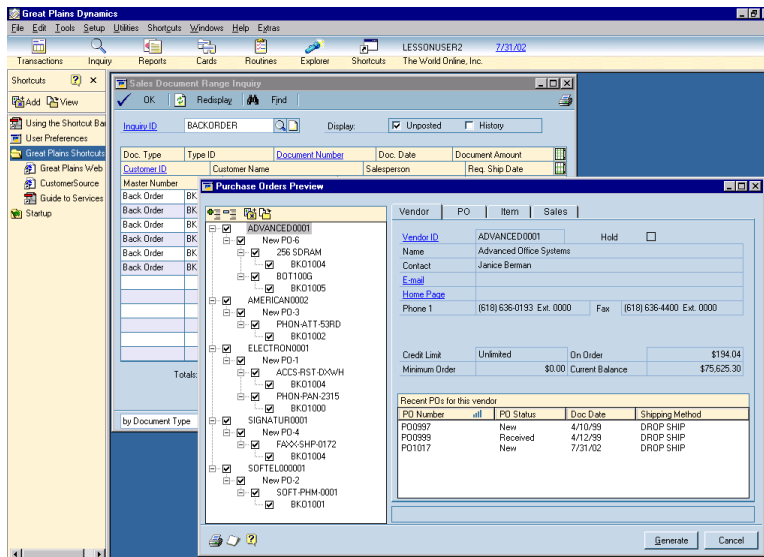 Great Plains Dynamics
File Edit Tools Setup Utilities Shortcuts Windows Help Extras
LESSONUSER2 7/31/02
Transactions Inquiry Reports Cards Routines Explorer Shortcuts The World Online, Inc.
Shortcuts
Add View
Using the Shortcut Bar
User Preferences
Great Plains Shortcuts
Great Plains Web
CustomerSource
Guide to Services
Startup
Sales Document Range Inquiry
OK Redisplay Find
Inquiry ID BACKORDER Display: Unposted History
Doc. Type Type ID Document Number Doc. Date Document Amount
Customer ID Customer Name Salesperson Req. Ship Date
Master Number
Back Order BK
Back Order BK
Back Order BK
Back Order BK
Back Order BK
Back Order BK
Totals:
by Document Type
Purchase Orders Preview
ADVANCED0001
New PO-6
256 SDRAM
BKO1004
BOT100G
BKO1005
AMERICAN0002
New PO-3
PHON-ATT-53RD
BKO1002
ELECTRON0001
New PO-1
ACCS-RST-DXWH
BKO1004
PHON-PAN-2315
BKO1000
SIGNATUR0001
New PO-4
FAXX-SHP-0172
BKO1004
SOFTEL000001
New PO-2
SOFT-PHM-0001
BKO1001
Vendor PO Item Sales
Vendor ID ADVANCED0001 Hold
Name Advanced Office Systems
Contact Janice Berman
E-mail
Home Page
Phone 1 (618) 636-0193 Ext. 0000 Fax (618) 636-4400 Ext. 0000
Credit Limit Unlimited On Order $194.04
Minimum Order $0.00 Current Balance $75,625.30
Recent POs for this vendor
PO Number PO Status Doc Date Shipping Method
PO0997 New 4/10/99 DROP SHIP
PO0999 Received 4/12/99 DROP SHIP
PO1017 New 7/31/02 DROP SHIP
Generate Cancel